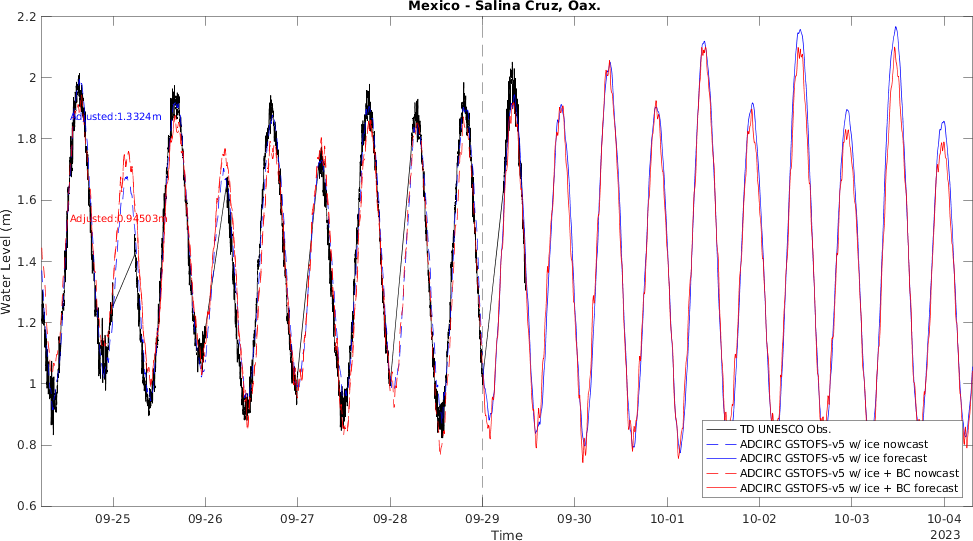 Mexico - Salina Cruz, Oax.
2.2
2
1.8
1.6
1.4
1.2
1
0.8
0.6
Water Level (m)
Adjusted:1.3324m
Adjusted:0.94503m
TD UNESCO Obs.
ADCIRC GSTOFS-v5 w/ ice nowcast
ADCIRC GSTOFS-v5 w/ ice forecast
ADCIRC GSTOFS-v5 w/ ice + BC nowcast
ADCIRC GSTOFS-v5 w/ ice + BC forecast
09-25 09-26 09-27 09-28 09-29 09-30 10-01 10-02 10-03 10-04
2023
Time